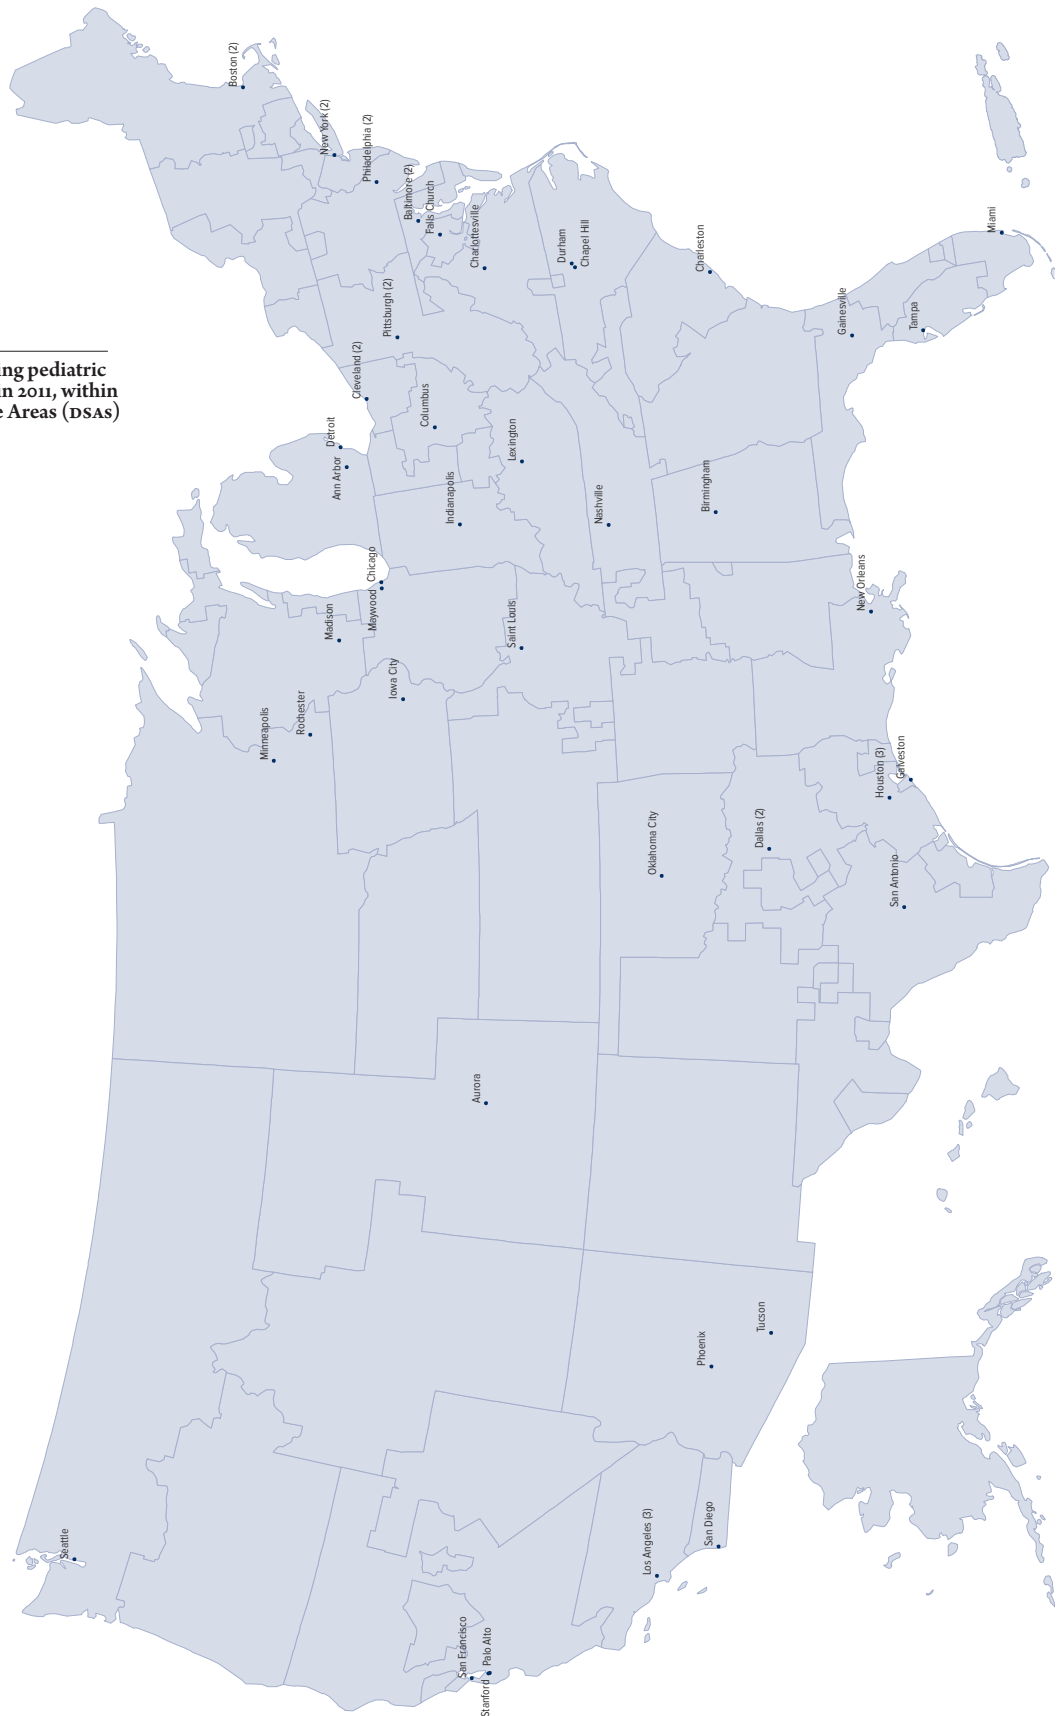 ing pediatric
in 2011, within
e Areas (DSAs)
Boston (2)
New York (2)
Philadelphia (2)
Baltimore (2)
Falls Church
Charlottesville
Durham
Chapel Hill
Charleston
Miami
Pittsburgh (2)
Gainesville
Tampa
Cleveland (2)
Columbus
Detroit
Ann Arbor
Lexington
Indianapolis
Nashville
Birmingham
Chicago
Maywood
Madison
Saint Louis
New Orleans
Iowa City
Rochester
Minneapolis
Houston (3)
Galveston
Dallas (2)
Oklahoma City
San Antonio
Aurora
Tucson
Phoenix
Seattle
Los Angeles (3)
San Diego
San Francisco
Palo Alto
Stanford